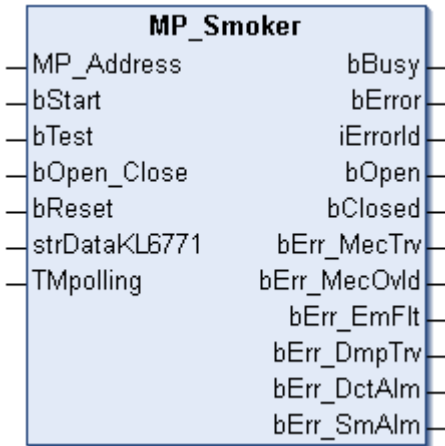 MP_Smoker
MP_Address bBusy
bStart bError
bTest iErrorId
bOpen_Close bOpen
bReset bClosed
strDataKL6771 bErr_MecTrv
TMpolling bErr_MecOvld
bErr_EmFlt
bErr_DmpTrv
bErr_DctAlm
bErr_SmAlm